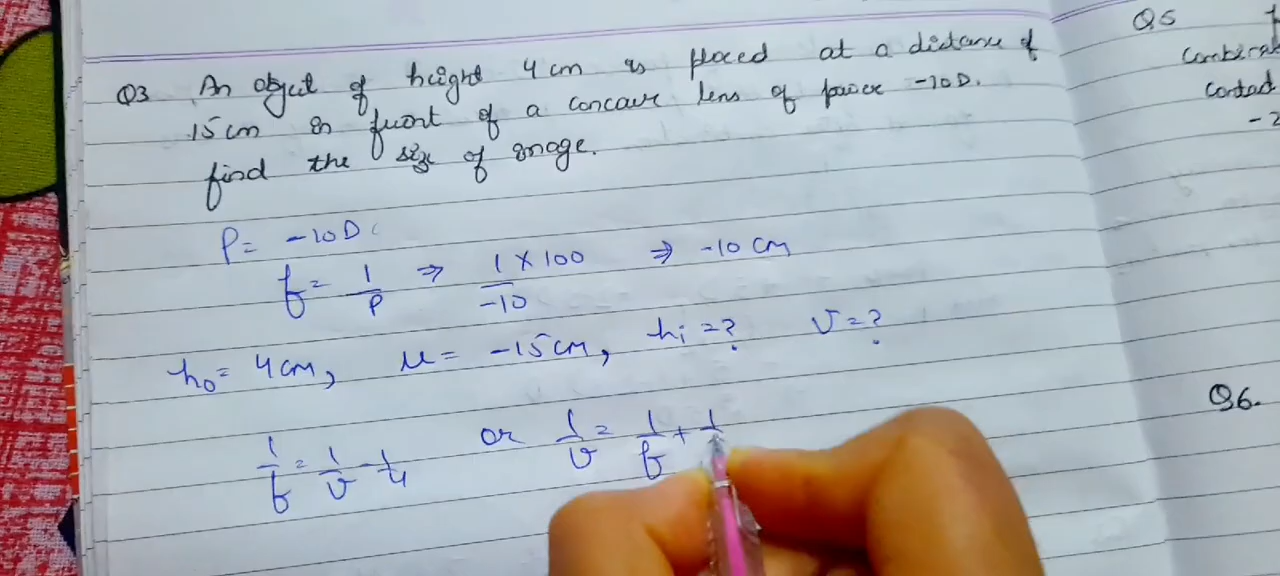 Q3 An object of height 4 cm is placed at a distance of
15 cm in front of a concave lens of power -10D.
find the size of image.
P = -10D
f = 1/P ⇒ 1 × 100/-10 ⇒ -10 cm
h₀ = 4 cm, u = -15 cm, hᵢ = ? v = ?
1/f = 1/v - 1/u or 1/v = 1/f + 1
Q5
contact
-2
Q6.